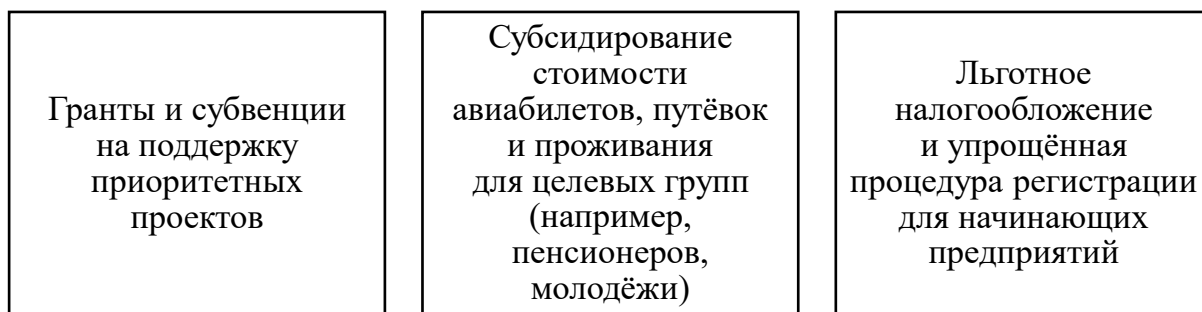 Гранты и субвенции
на поддержку
приоритетных
проектов
Субсидирование
стоимости
авиабилетов, путёвок
и проживания
для целевых групп
(например,
пенсионеров,
молодёжи)
Льготное
налогообложение
и упрощённая
процедура регистрации
для начинающих
предприятий